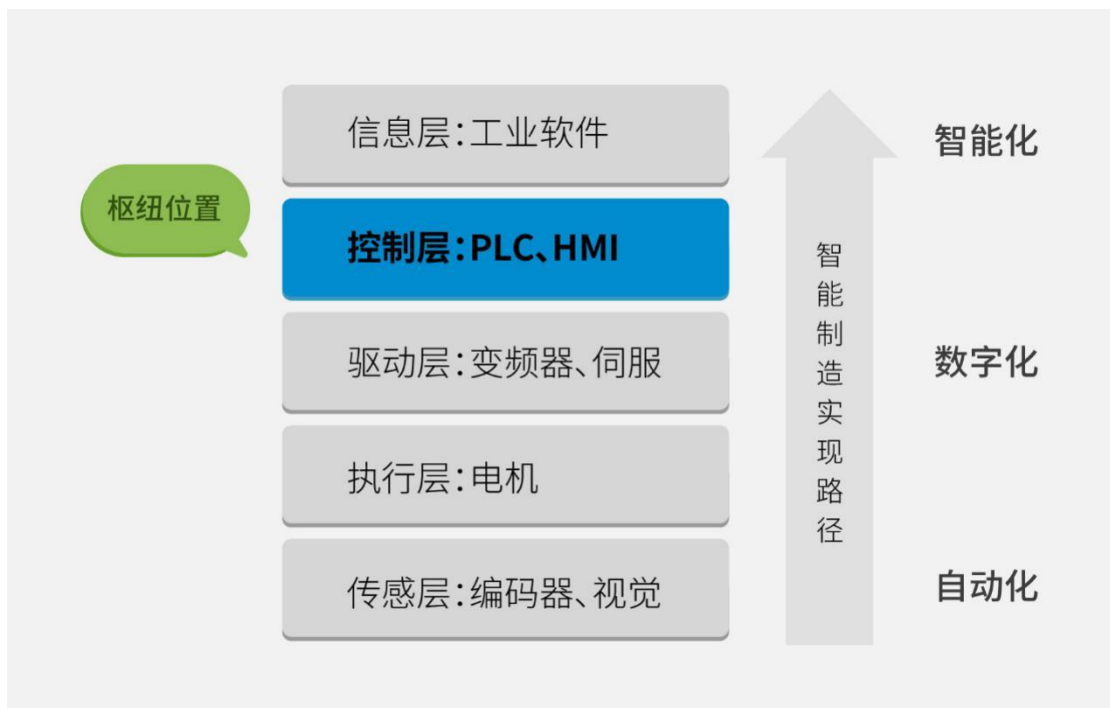 信息层：工业软件
智能化
枢纽位置
控制层：PLC、HMI
驱动层：变频器、伺服
数字化
执行层：电机
传感层：编码器、视觉
自动化
智能制造实现路径